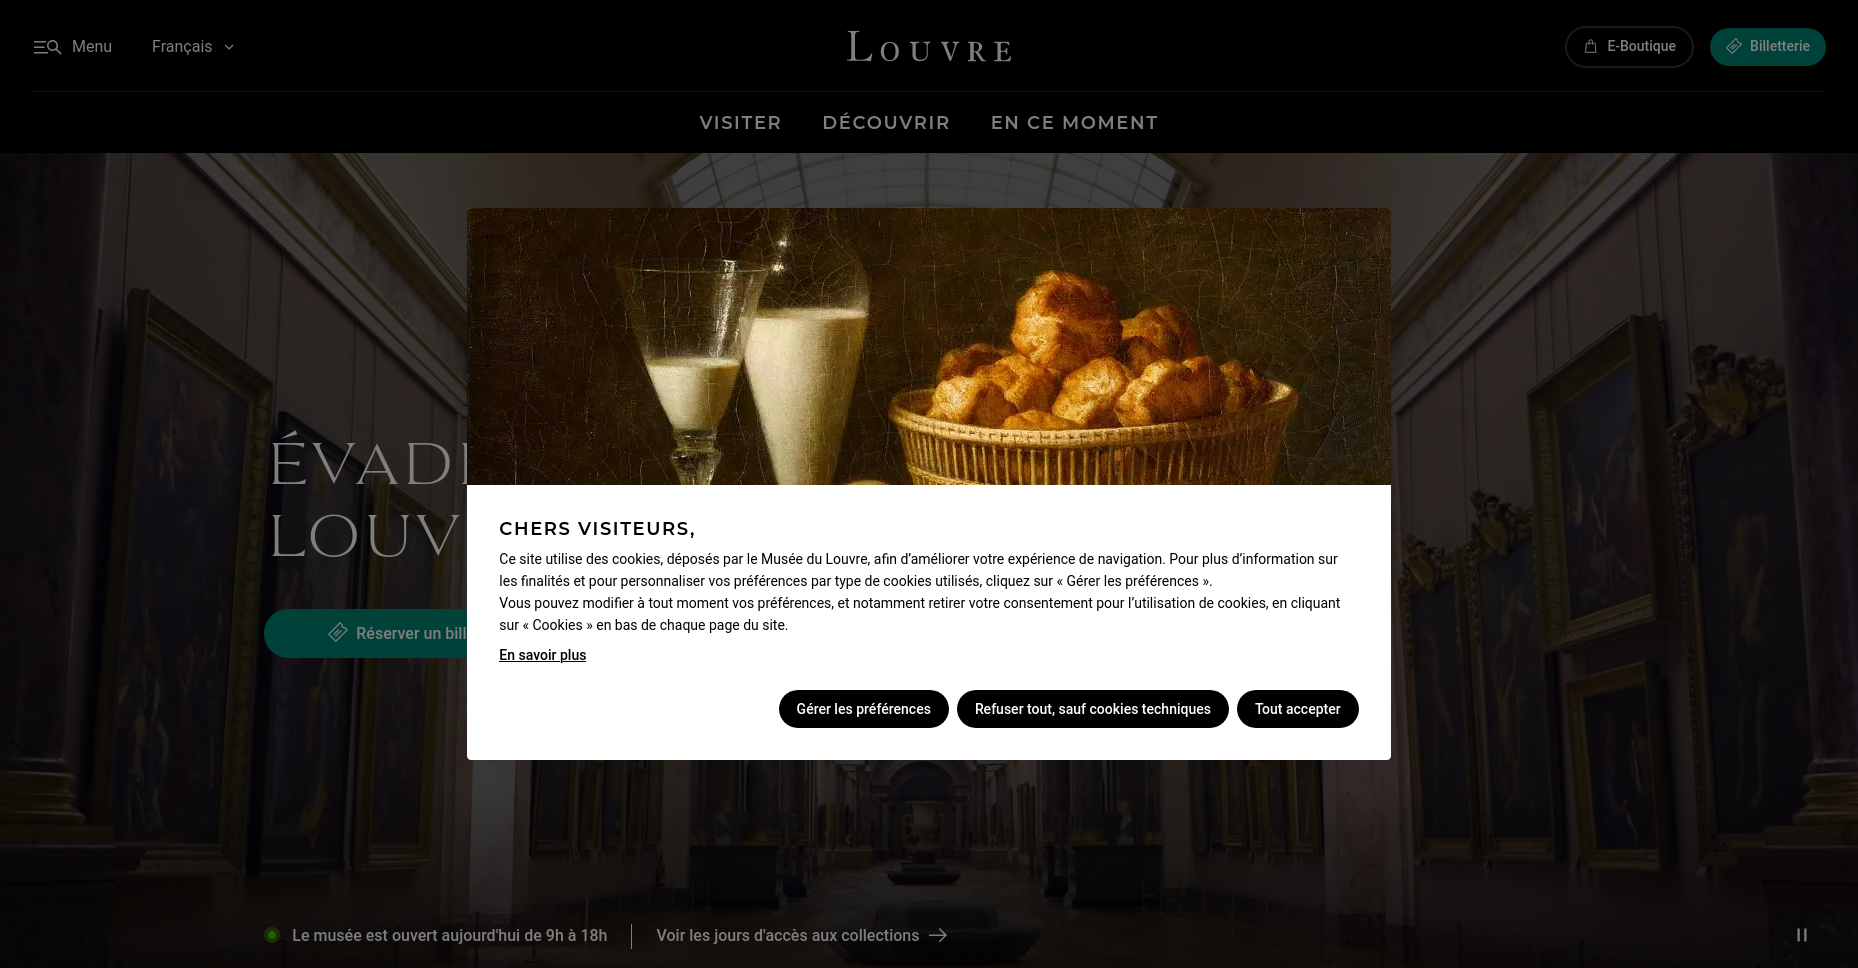 Menu
Français
LOUVRE
E-Boutique
Billetterie
VISITER
DÉCOUVRIR
EN CE MOMENT
CHERS VISITEURS,
Ce site utilise des cookies, déposés par le Musée du Louvre, afin d’améliorer votre expérience de navigation. Pour plus d’information sur
les finalités et pour personnaliser vos préférences par type de cookies utilisés, cliquez sur « Gérer les préférences ».
Vous pouvez modifier à tout moment vos préférences, et notamment retirer votre consentement pour l’utilisation de cookies, en cliquant
sur « Cookies » en bas de chaque page du site.
En savoir plus
Gérer les préférences
Refuser tout, sauf cookies techniques
Tout accepter
Réserver un
Le musée est ouvert aujourd'hui de 9h à 18h
Voir les jours d'accès aux collections